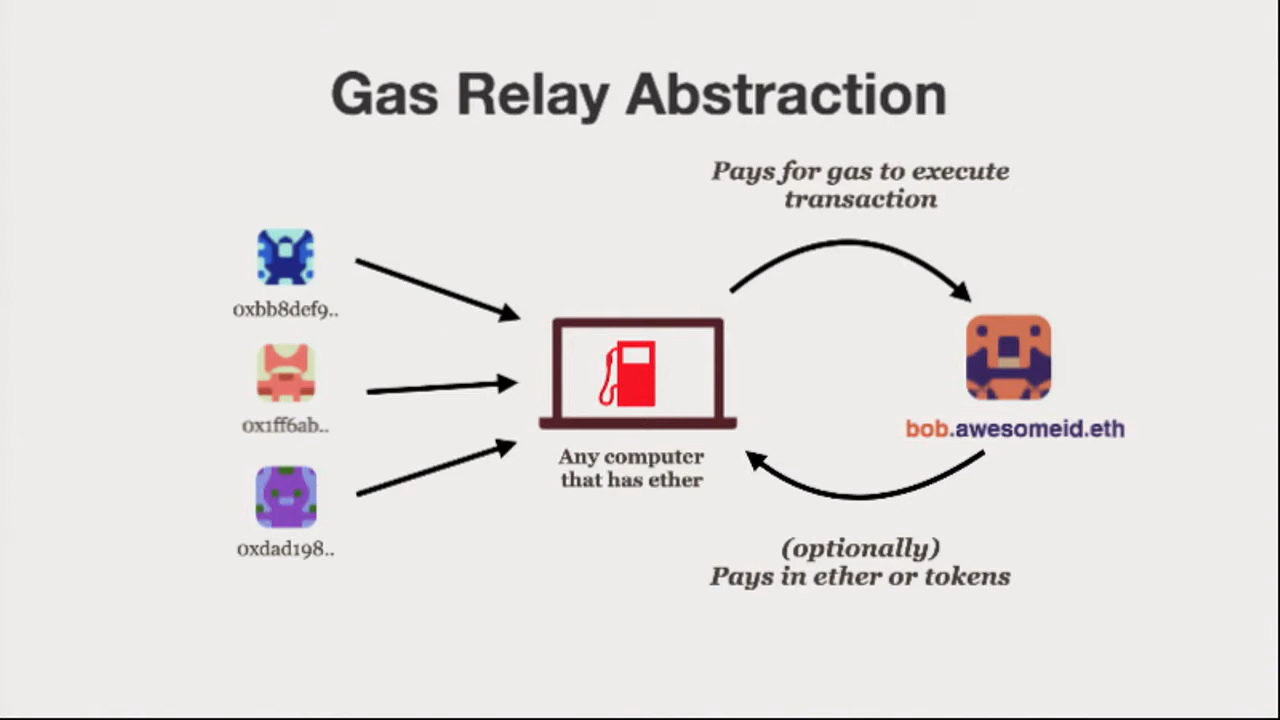 Gas Relay Abstraction
Pays for gas to execute
transaction
0xbb8def9..
0x1ff6ab..
0xdad198..
Any computer
that has ether
bob.awesomeid.eth
(optionally)
Pays in ether or tokens